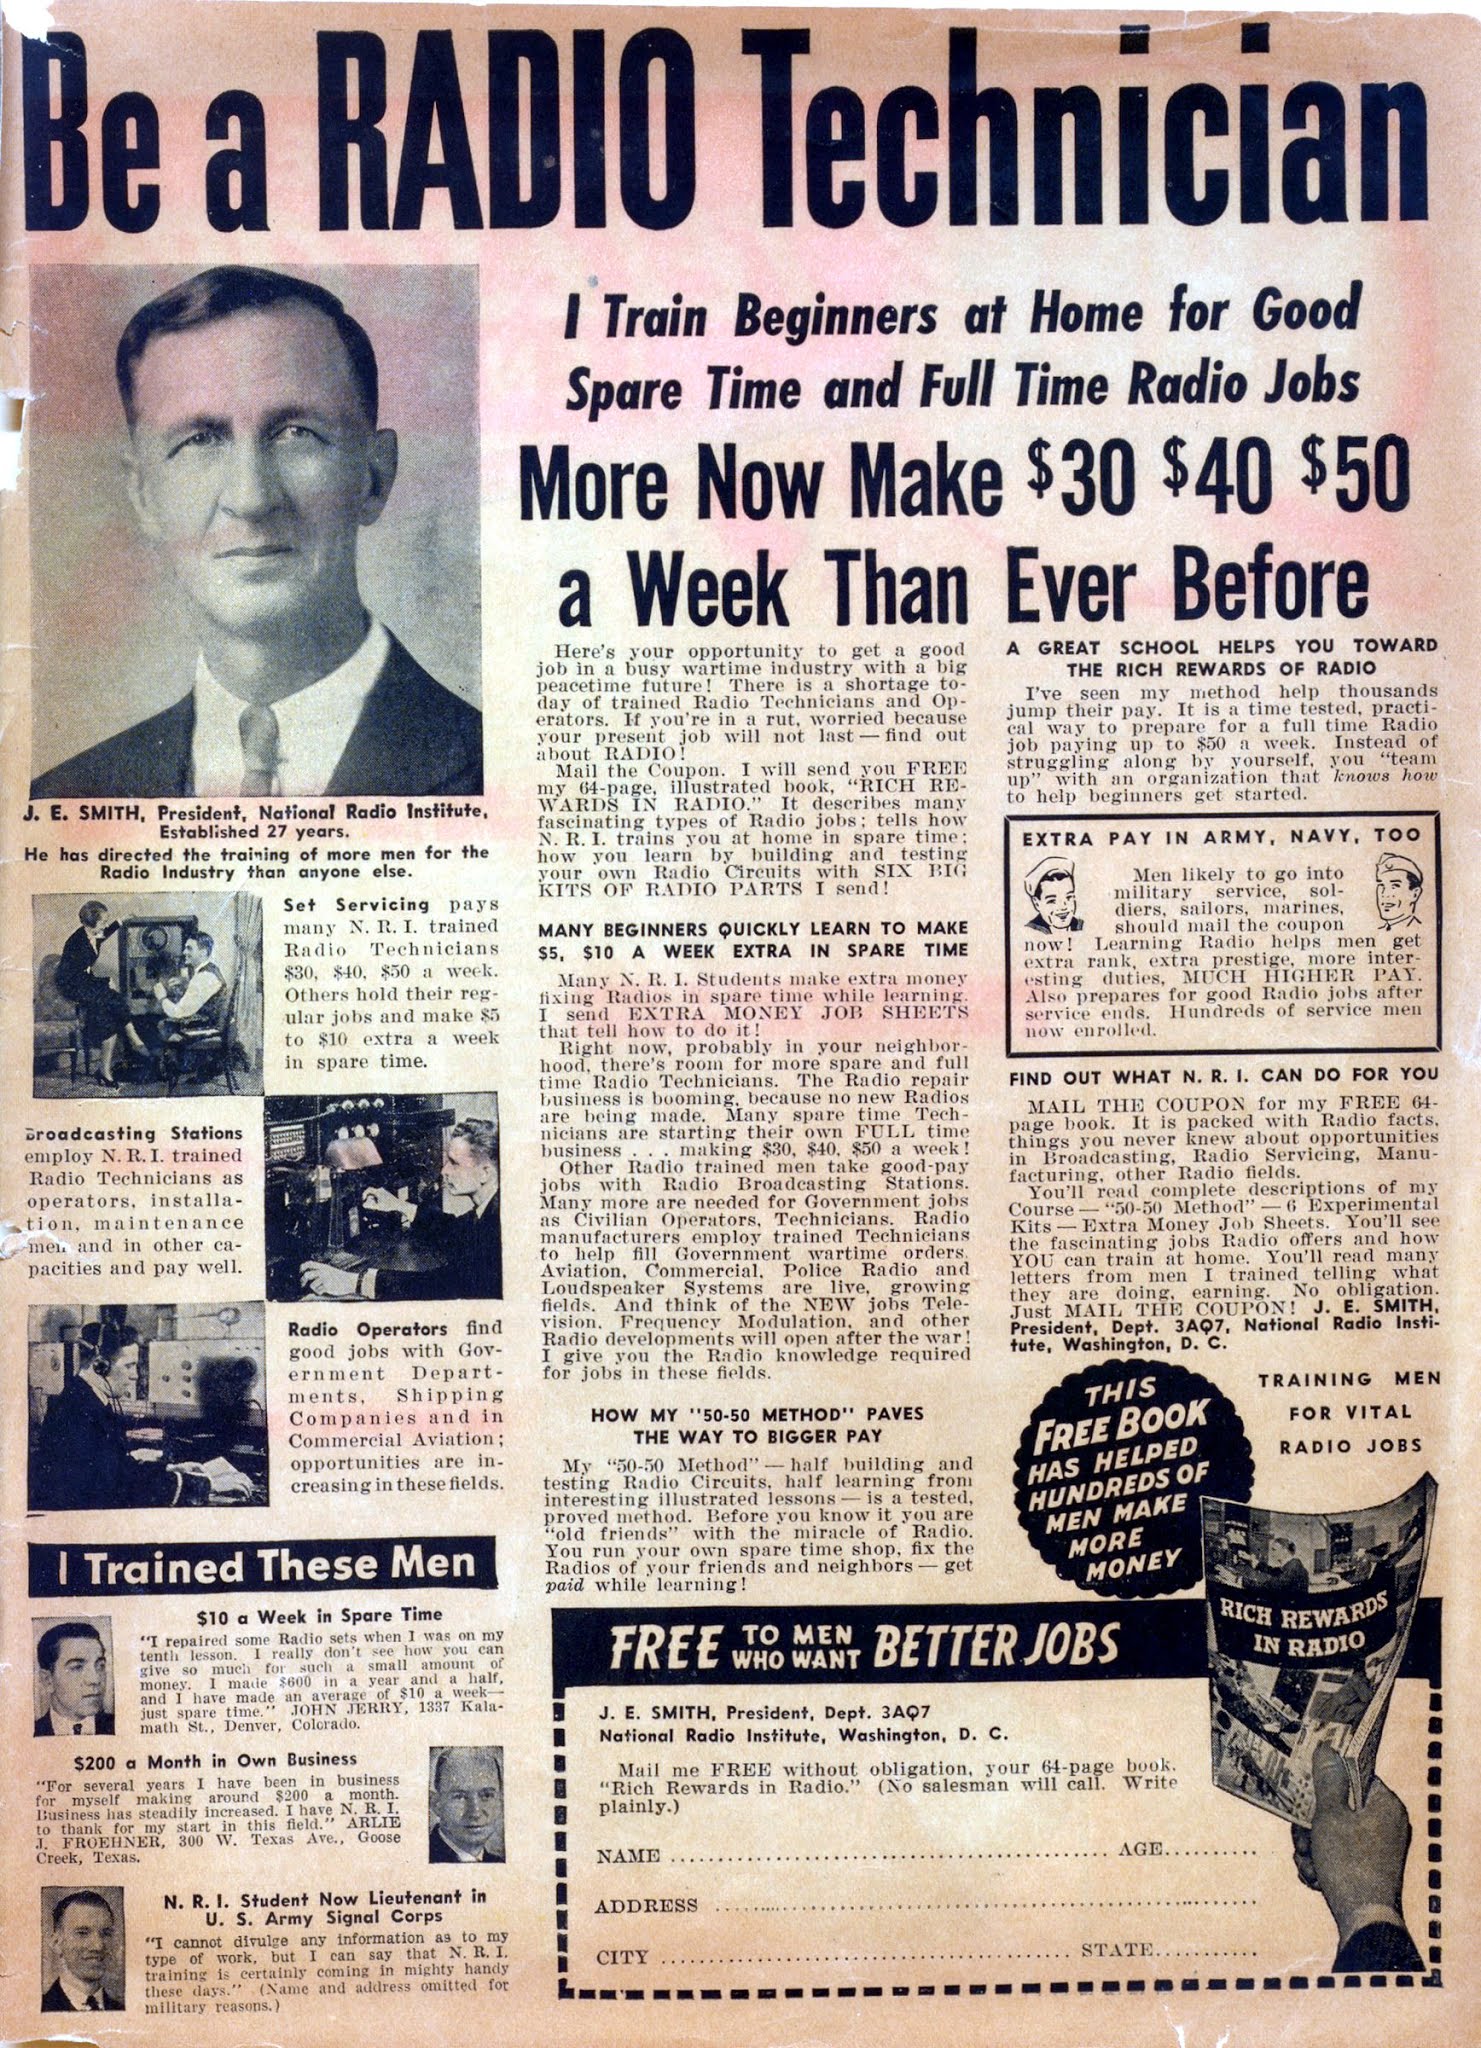 Be a RADIO Technician
I Train Beginners at Home for Good
Spare Time and Full Time Radio Jobs
More Now Make $30 $40 $50
a Week Than Ever Before
J. E. SMITH, President, National Radio Institute,
Established 27 years.
He has directed the training of more men for the
Radio Industry than anyone else.
Set Servicing pays
many N. R. I. trained
Radio Technicians
$30, $40, $50 a week.
Others hold their reg-
ular jobs and make $5
to $10 extra a week
in spare time.
Broadcasting Stations
employ N. R. I. trained
Radio Technicians as
operators, installa-
tion, maintenance
men and in other ca-
pacities and pay well.
Radio Operators find
good jobs with Gov-
ernment Depart-
ments, Shipping
Companies and in
Commercial Aviation;
opportunities are in-
creasing in these fields.
I Trained These Men
$10 a Week in Spare Time
"I repaired some Radio sets when I was on my
tenth lesson. I really don't see how you can
give so much for such a small amount of
money. I made $600 in a year and a half,
and I have made an average of $10 a week—
just spare time." JOHN JERRY, 1337 Kala-
math St., Denver, Colorado.
$200 a Month in Own Business
"For several years I have been in business
for myself making around $200 a month.
Business has steadily increased. I have N. R. I.
to thank for my start in this field." ARLIE
J. FROEHNER, 300 W. Texas Ave., Goose
Creek, Texas.
N. R. I. Student Now Lieutenant in
U. S. Army Signal Corps
"I cannot divulge any information as to my
type of work, but I can say that N. R. I.
training is certainly coming in mighty handy
these days." (Name and address omitted for
military reasons.)
Here's your opportunity to get a good
job in a busy wartime industry with a big
peacetime future! There is a shortage to-
day of trained Radio Technicians and Op-
erators. If you're in a rut, worried because
your present job will not last — find out
about RADIO!
Mail the Coupon. I will send you FREE
my 64-page, illustrated book, "RICH RE-
WARDS IN RADIO." It describes many
fascinating types of Radio jobs; tells how
N. R. I. trains you at home in spare time;
how you learn by building and testing
your own Radio Circuits with SIX BIG
KITS OF RADIO PARTS I send!
MANY BEGINNERS QUICKLY LEARN TO MAKE
$5, $10 A WEEK EXTRA IN SPARE TIME
Many N. R. I. Students make extra money
fixing Radios in spare time while learning.
I send EXTRA MONEY JOB SHEETS
that tell how to do it!
Right now, probably in your neighbor-
hood, there's room for more spare and full
time Radio Technicians. The Radio repair
business is booming, because no new Radios
are being made. Many spare time Tech-
nicians are starting their own FULL time
business . . . making $30, $40, $50 a week!
Other Radio trained men take good-pay
jobs with Radio Broadcasting Stations.
Many more are needed for Government jobs
as Civilian Operators, Technicians. Radio
manufacturers employ trained Technicians
to help fill Government wartime orders.
Aviation, Commercial, Police Radio and
Loudspeaker Systems are live, growing
fields. And think of the NEW jobs Tele-
vision, Frequency Modulation, and other
Radio developments will open after the war!
I give you the Radio knowledge required
for jobs in these fields.
HOW MY "50-50 METHOD" PAVES
THE WAY TO BIGGER PAY
My "50-50 Method" — half building and
testing Radio Circuits, half learning from
interesting illustrated lessons — is a tested,
proved method. Before you know it you are
"old friends" with the miracle of Radio.
You run your own spare time shop, fix the
Radios of your friends and neighbors — get
paid while learning!
A GREAT SCHOOL HELPS YOU TOWARD
THE RICH REWARDS OF RADIO
I've seen my method help thousands
jump their pay. It is a time tested, practi-
cal way to prepare for a full time Radio
job paying up to $50 a week. Instead of
struggling along by yourself, you "team
up" with an organization that knows how
to help beginners get started.
EXTRA PAY IN ARMY, NAVY, TOO
Men likely to go into
military service, sol-
diers, sailors, marines,
should mail the coupon
now! Learning Radio helps men get
extra rank, extra prestige, more inter-
esting duties, MUCH HIGHER PAY.
Also prepares for good Radio jobs after
service ends. Hundreds of service men
now enrolled.
FIND OUT WHAT N. R. I. CAN DO FOR YOU
MAIL THE COUPON for my FREE 64-
page book. It is packed with Radio facts,
things you never knew about opportunities
in Broadcasting, Radio Servicing, Manu-
facturing, other Radio fields.
You'll read complete descriptions of my
Course — "50-50 Method" — 6 Experimental
Kits — Extra Money Job Sheets. You'll see
the fascinating jobs Radio offers and how
YOU can train at home. You'll read many
letters from men I trained telling what
they are doing, earning. No obligation.
Just MAIL THE COUPON! J. E. SMITH,
President, Dept. 3AQ7, National Radio Insti-
tute, Washington, D. C.
THIS
FREE BOOK
HAS HELPED
HUNDREDS OF
MEN MAKE
MORE
MONEY
TRAINING MEN
FOR VITAL
RADIO JOBS
RICH REWARDS
IN RADIO
FREE TO MEN WHO WANT BETTER JOBS
J. E. SMITH, President, Dept. 3AQ7
National Radio Institute, Washington, D. C.
Mail me FREE without obligation, your 64-page book.
"Rich Rewards in Radio." (No salesman will call. Write
plainly.)
NAME ........................................ AGE..........
ADDRESS ........................................
CITY ........................................ STATE..........